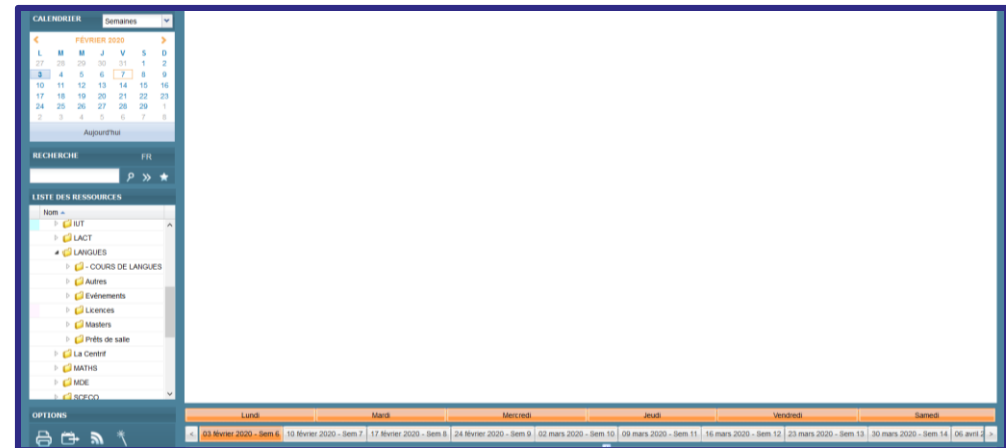 CALENDRIER Semaines
FÉVRIER 2020
L M M J V S D
27 28 29 30 31 1 2
3 4 5 6 7 8 9
10 11 12 13 14 15 16
17 18 19 20 21 22 23
24 25 26 27 28 29 1
2 3 4 5 6 7 8
Aujourd'hui
RECHERCHE FR
LISTE DES RESSOURCES
Nom
IUT
LACT
LANGUES
- COURS DE LANGUES
Autres
Evénements
Licences
Masters
Prêts de salle
La Centrif
MATHS
MDE
SCECO
OPTIONS
Lundi Mardi Mercredi Jeudi Vendredi Samedi
< 03 février 2020 - Sem 6 10 février 2020 - Sem 7 17 février 2020 - Sem 8 24 février 2020 - Sem 9 02 mars 2020 - Sem 10 09 mars 2020 - Sem 11 16 mars 2020 - Sem 12 23 mars 2020 - Sem 13 30 mars 2020 - Sem 14 06 avril 2 >